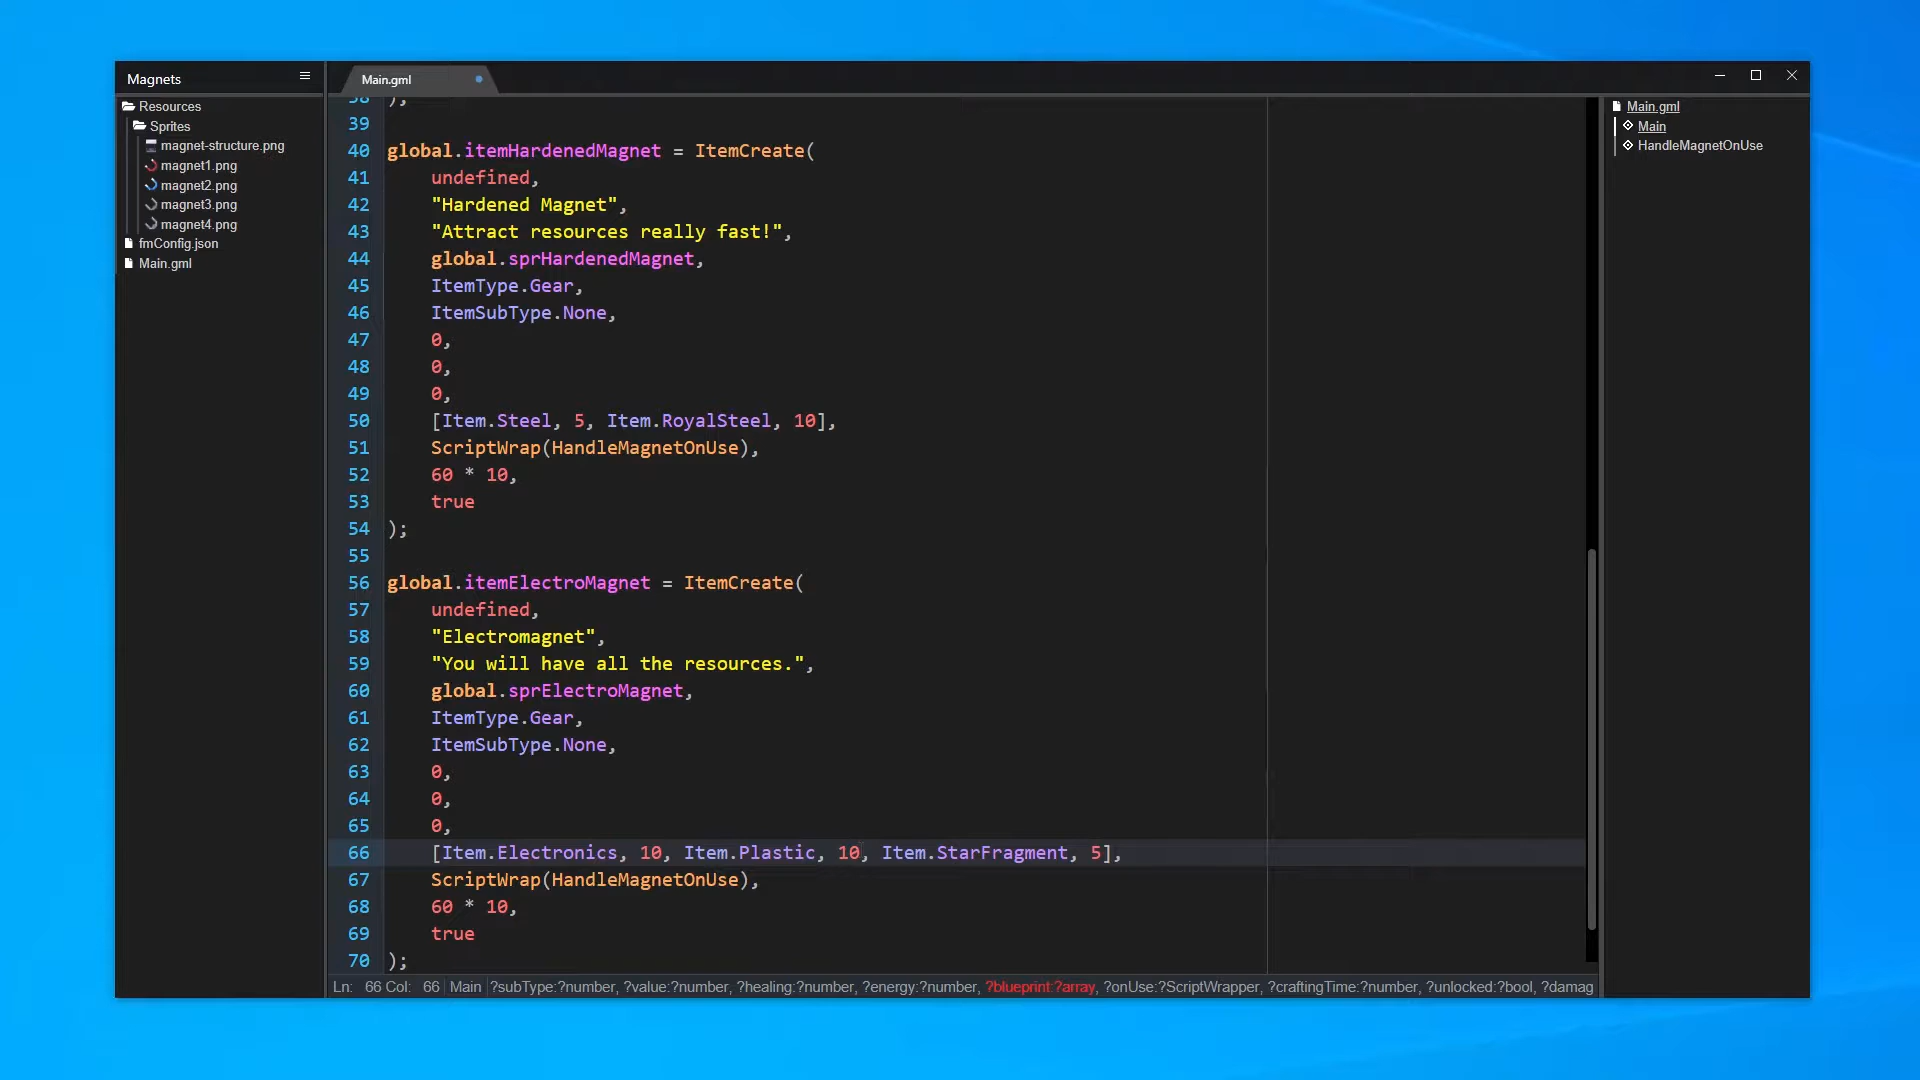 Magnets
Resources
Sprites
magnet-structure.png
magnet1.png
magnet2.png
magnet3.png
magnet4.png
fmConfig.json
Main.gml
Main.gml
38 );
39
40 global.itemHardenedMagnet = ItemCreate(
41 undefined,
42 "Hardened Magnet",
43 "Attract resources really fast!",
44 global.sprHardenedMagnet,
45 ItemType.Gear,
46 ItemSubType.None,
47 0,
48 0,
49 0,
50 [Item.Steel, 5, Item.RoyalSteel, 10],
51 ScriptWrap(HandleMagnetOnUse),
52 60 * 10,
53 true
54 );
55
56 global.itemElectroMagnet = ItemCreate(
57 undefined,
58 "Electromagnet",
59 "You will have all the resources.",
60 global.sprElectroMagnet,
61 ItemType.Gear,
62 ItemSubType.None,
63 0,
64 0,
65 0,
66 [Item.Electronics, 10, Item.Plastic, 10, Item.StarFragment, 5],
67 ScriptWrap(HandleMagnetOnUse),
68 60 * 10,
69 true
70 );
Ln: 66 Col: 66 Main ?subType:?number, ?value:?number, ?healing:?number, ?energy:?number, ?blueprint:?array, ?onUse:?ScriptWrapper, ?craftingTime:?number, ?unlocked:?bool, ?damag
Main.gml
Main
HandleMagnetOnUse